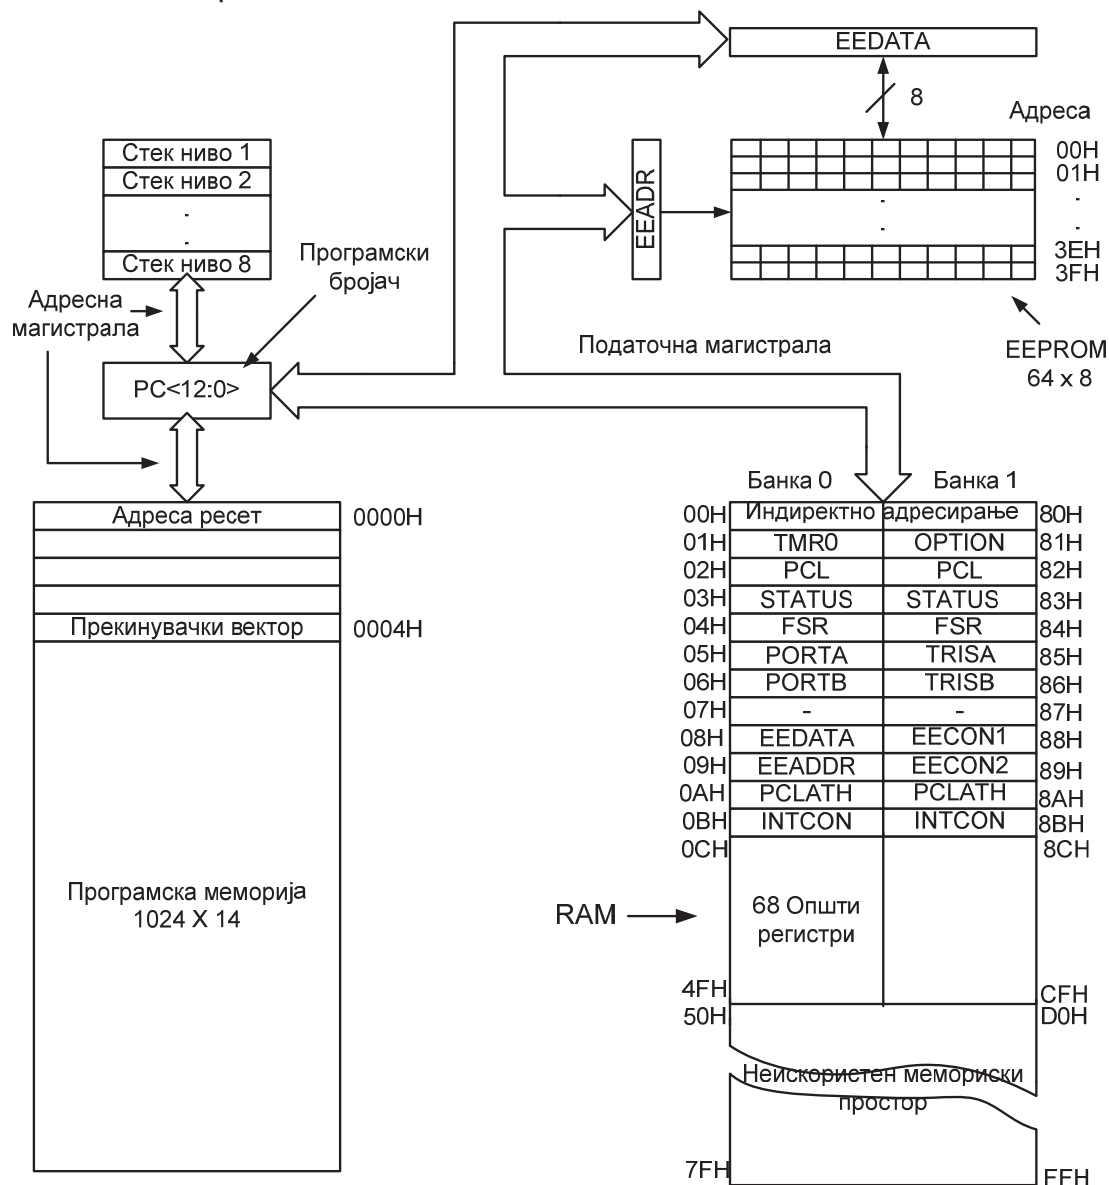 EEDATA
8
Адреса
00H
01H
-
-
3EH
3FH
EEADR
-
-
EEPROM
64 x 8
Стек ниво 1
Стек ниво 2
-
-
Стек ниво 8
Програмски
бројач
Адресна
магистрала
PC<12:0>
Податочна магистрала
Адреса ресет
0000H
Прекинувачки вектор
0004H
Програмска меморија
1024 X 14
Банка 0
Банка 1
00H Индиректно адресирање 80H
01H TMR0 OPTION 81H
02H PCL PCL 82H
03H STATUS STATUS 83H
04H FSR FSR 84H
05H PORTA TRISA 85H
06H PORTB TRISB 86H
07H - - 87H
08H EEDATA EECON1 88H
09H EEADDR EECON2 89H
0AH PCLATH PCLATH 8AH
0BH INTCON INTCON 8BH
0CH 8CH
RAM
68 Општи
регистри
4FH CFH
50H D0H
Неискористен мемориски
простор
7FH FFH